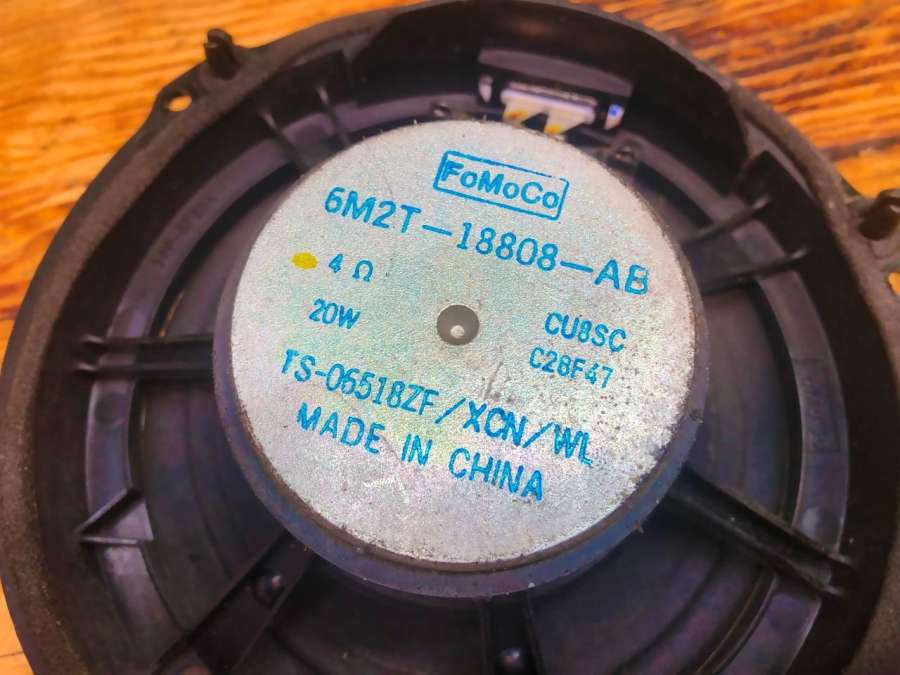 FoMoCo
6M2T-18808-AB
4 Ω
20W
CU8SC
C28F47
TS-06518ZF/XCN/WL
MADE IN CHINA